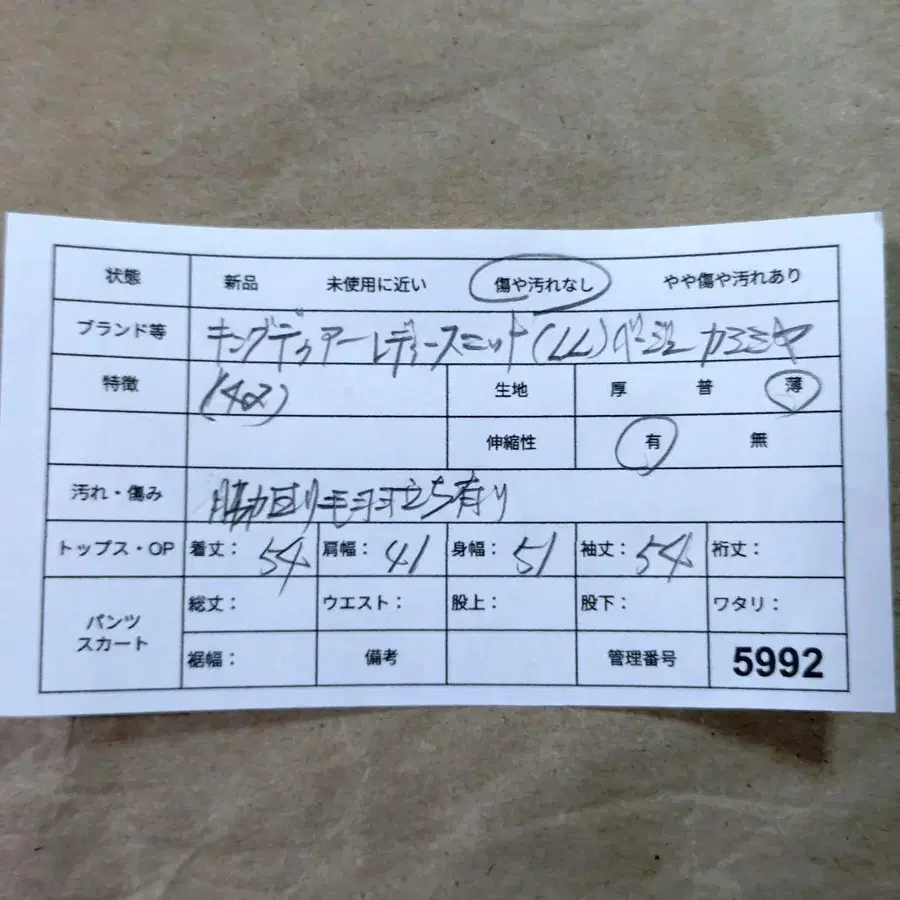 状態 新品 未使用に近い 傷や汚れなし やや傷や汚れあり
ブランド等 キングデゥアーレディースニット(LL)ベージュ カシミヤ
特徴 生地 厚 普 薄
伸縮性 有 無
汚れ・傷み 脇回り毛羽立ち有り
トップス・OP 着丈: 54 肩幅: 41 身幅: 51 袖丈: 54 裄丈:
パンツ スカート 総丈: ウエスト: 股上: 股下: ワタリ:
裾幅: 備考 管理番号 5992